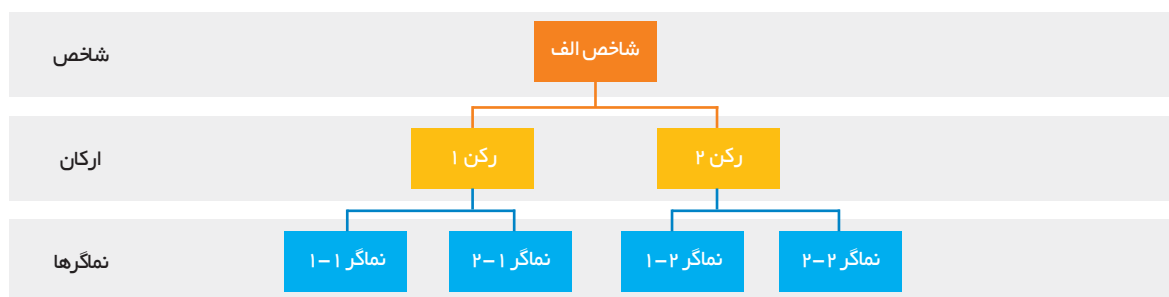 شاخص الف
شاخص
رکن ۲
رکن ۱
ارکان
نماگر ۲–۲
نماگر ۲–۱
نماگر ۱–۲
نماگر ۱–۱
نماگرها